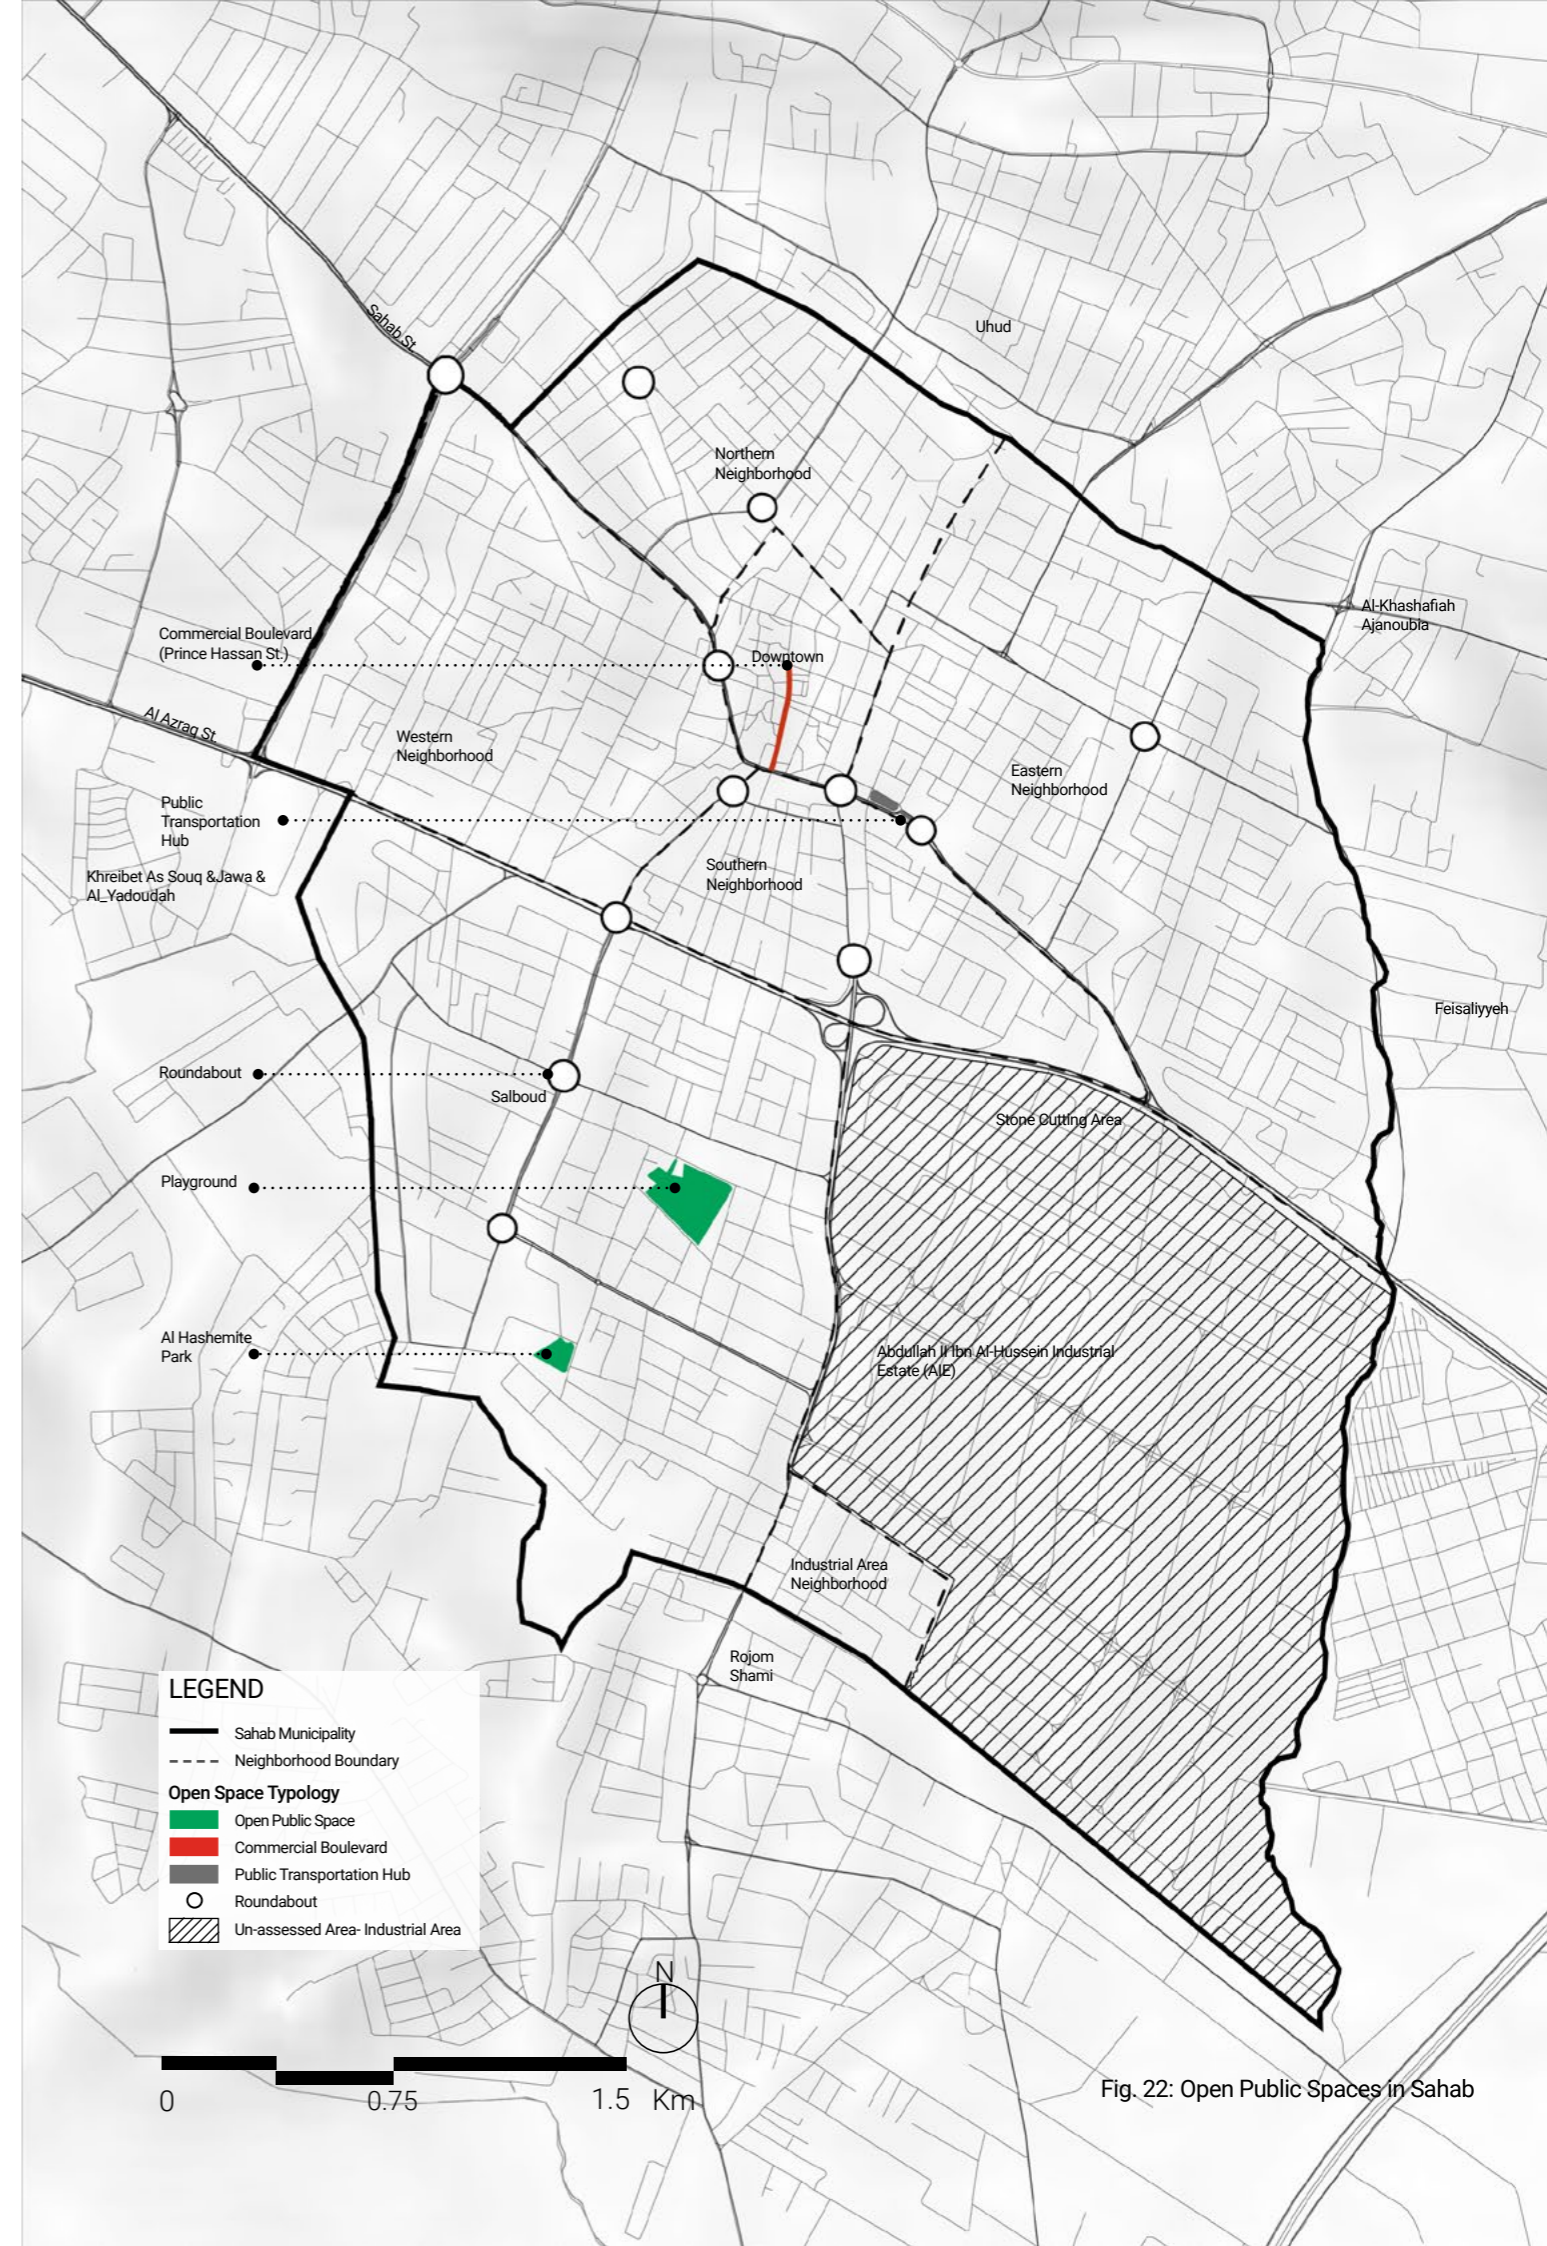 Sahab St.
Uhud
Northern
Neighborhood
Al-Khashafiah
Ajanoubia
Commercial Boulevard
(Prince Hassan St.)
Downtown
Al Azraq St.
Western
Neighborhood
Eastern
Neighborhood
Public
Transportation
Hub
Khreibet As Souq &Jawa &
AL_Yadoudah
Southern
Neighborhood
Feisaliyyeh
Roundabout
Salboud
Stone Cutting Area
Playground
Al Hashemite
Park
Abdullah II Ibn Al-Hussein Industrial
Estate (AIE)
Industrial Area
Neighborhood
Rojom
Shami
LEGEND
Sahab Municipality
Neighborhood Boundary
Open Space Typology
Open Public Space
Commercial Boulevard
Public Transportation Hub
Roundabout
Un-assessed Area- Industrial Area
N
0 0.75 1.5 Km
Fig. 22: Open Public Spaces in Sahab